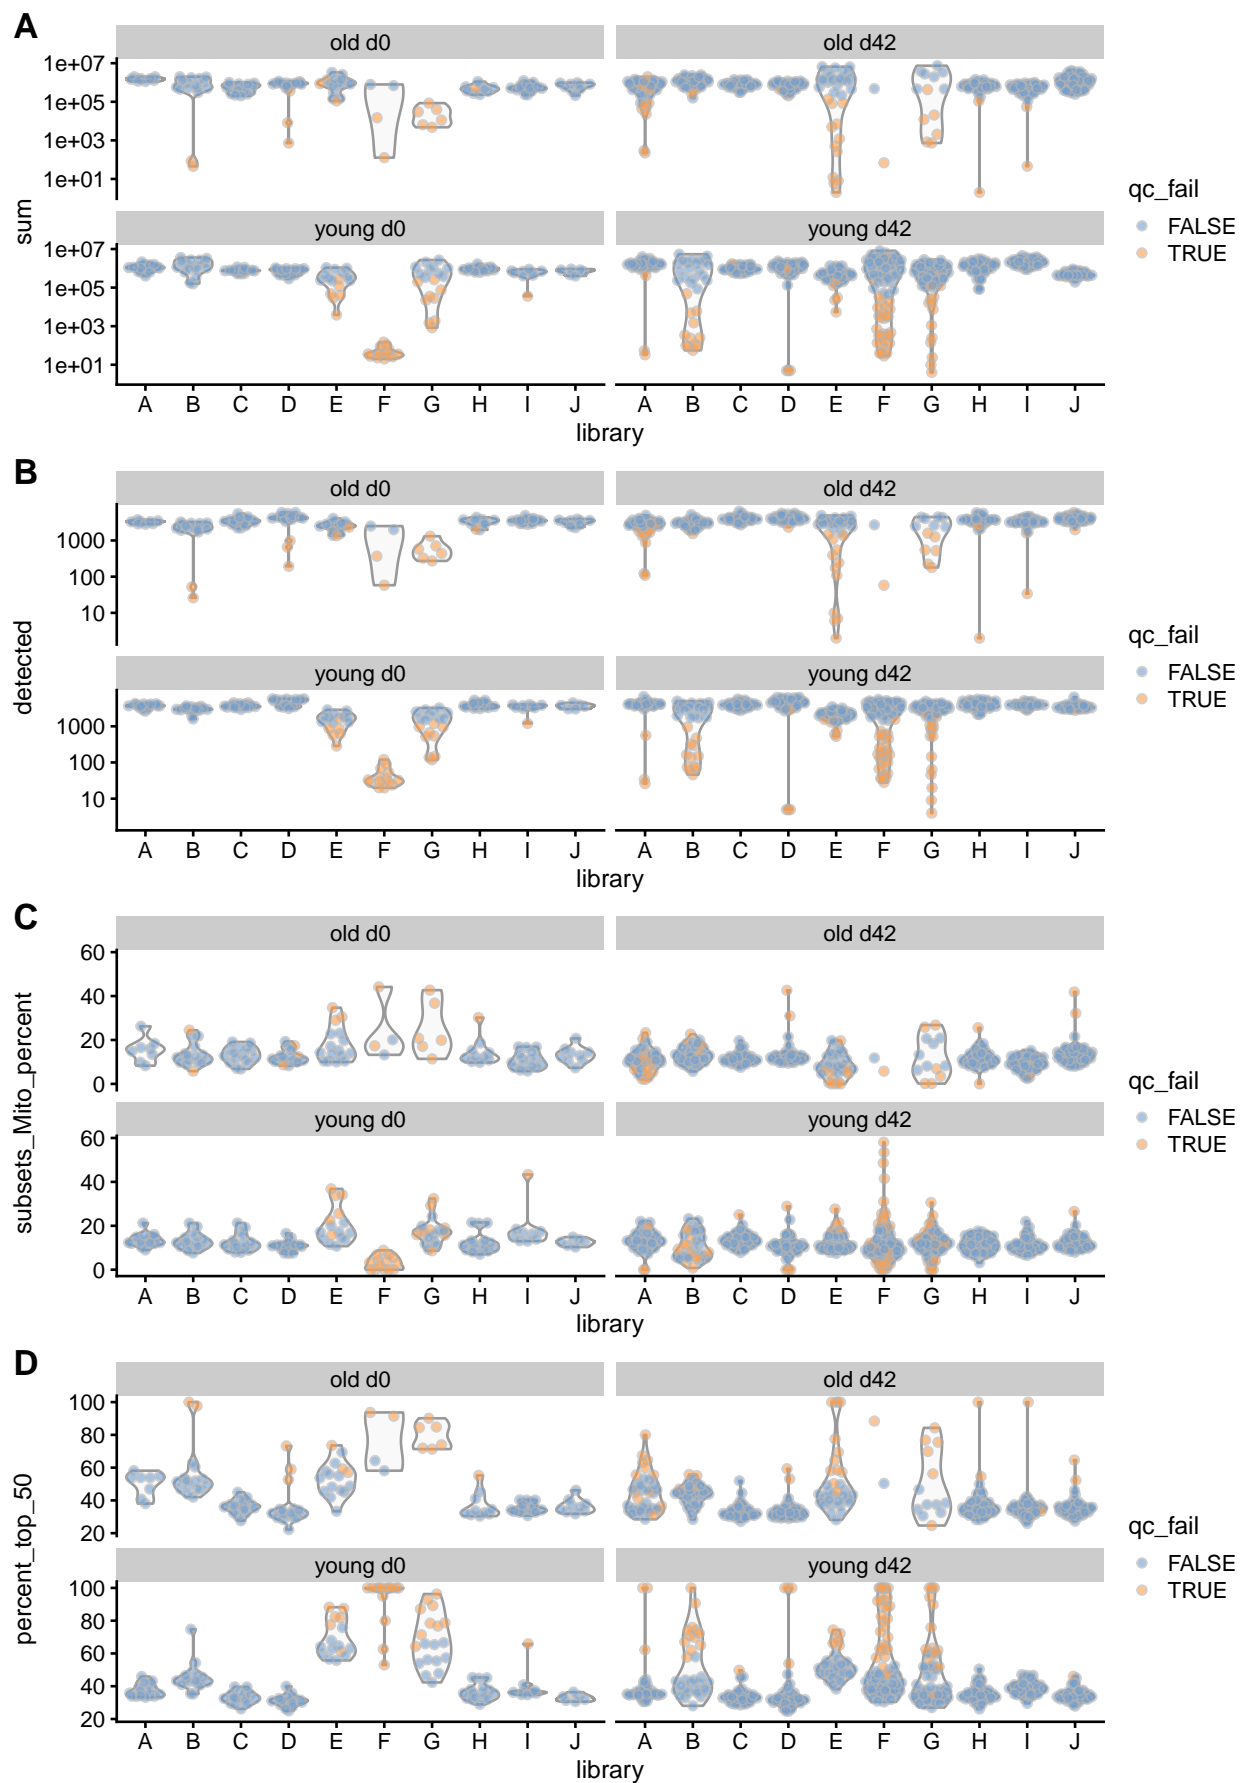 A
old d0 old d42
1e+07
1e+05
1e+03
1e+01
sum
young d0 young d42
1e+07
1e+05
1e+03
1e+01
A B C D E F G H I J A B C D E F G H I J
library
qc_fail
FALSE
TRUE
B
old d0 old d42
1000
100
10
detected
young d0 young d42
1000
100
10
A B C D E F G H I J A B C D E F G H I J
library
qc_fail
FALSE
TRUE
C
old d0 old d42
60
40
20
0
subsets_Mito_percent
young d0 young d42
60
40
20
0
A B C D E F G H I J A B C D E F G H I J
library
qc_fail
FALSE
TRUE
D
old d0 old d42
100
80
60
40
20
percent_top_50
young d0 young d42
100
80
60
40
20
A B C D E F G H I J A B C D E F G H I J
library
qc_fail
FALSE
TRUE